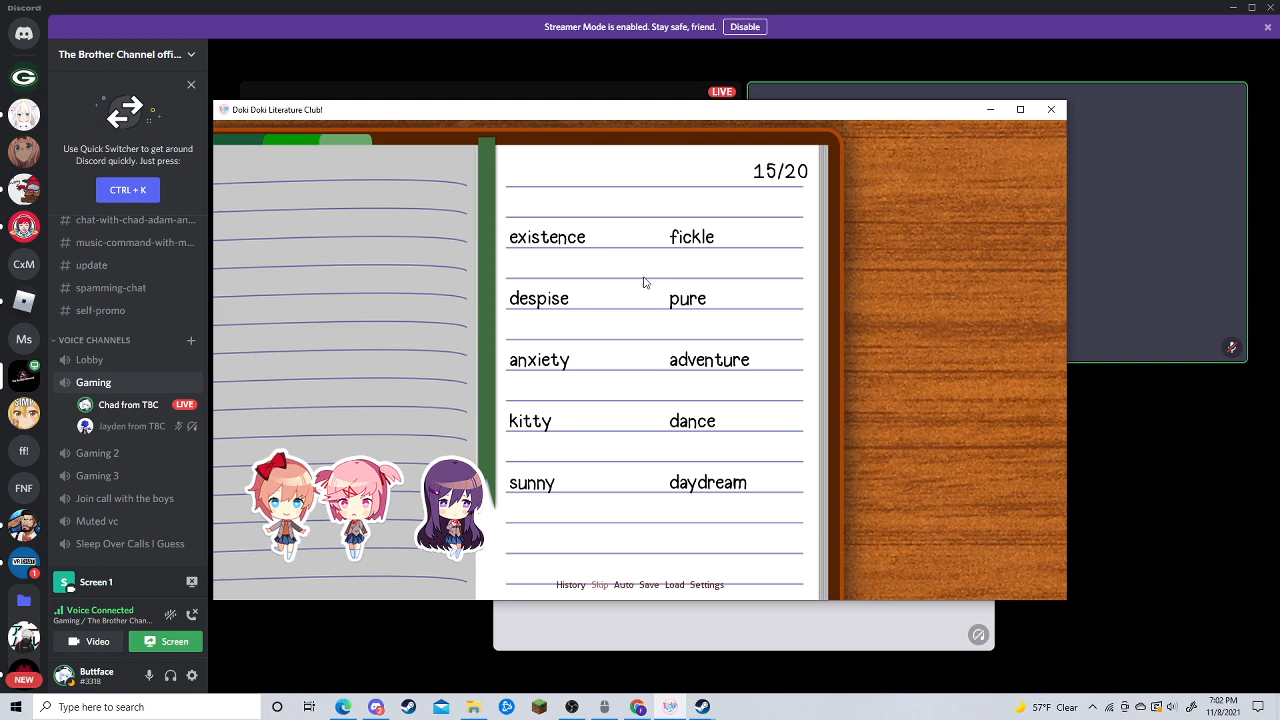 Discord
Streamer Mode is enabled. Stay safe, friend.
Disable
The Brother Channel offi...
Use Quick Switcher to get around
Discord quickly. Just press:
CTRL + K
chat-with-chad-adam-an...
music-command-with-m...
update
spamming-chat
self-promo
VOICE CHANNELS
Lobby
Gaming
Chad from TBC
LIVE
Jayden from TBC
Gaming 2
Gaming 3
Join call with the boys
Muted vc
Sleep Over Calls I Guess
Screen 1
Voice Connected
Gaming / The Brother Chan...
Video
Screen
Buttface
#3318
CxM
Ms
ff!
FNF
1
NEW
LIVE
Doki Doki Literature Club!
15/20
existence fickle
despise pure
anxiety adventure
kitty dance
sunny daydream
History Skip Auto Save Load Settings
Type here to search
57°F Clear
7:02 PM
11/8/2021